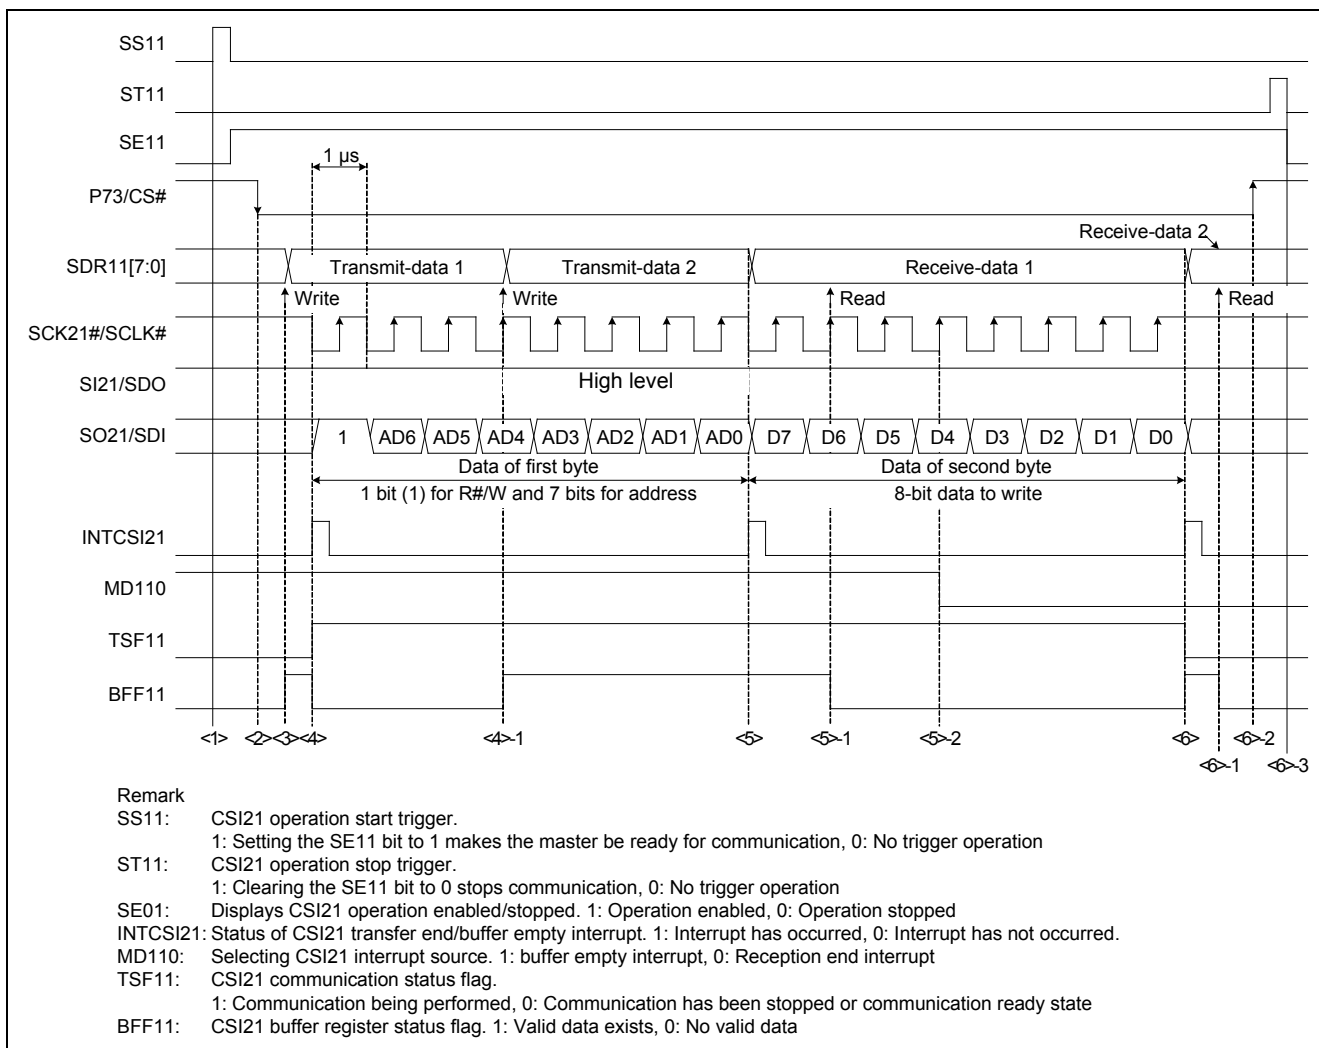 SS11
ST11
SE11
1 µs
P73/CS#
Receive-data 2
SDR11[7:0] Transmit-data 1 Transmit-data 2 Receive-data 1
Write Write Read Read
SCK21#/SCLK#
SI21/SDO High level
SO21/SDI 1 AD6 AD5 AD4 AD3 AD2 AD1 AD0 D7 D6 D5 D4 D3 D2 D1 D0
Data of first byte Data of second byte
1 bit (1) for R#/W and 7 bits for address 8-bit data to write
INTCSI21
MD110
TSF11
BFF11
<1> <2> <3> <4> <4>-1 <5> <5>-1 <5>-2 <6> <6>-2
<6>-1 <6>-3
Remark
SS11: CSI21 operation start trigger.
1: Setting the SE11 bit to 1 makes the master be ready for communication, 0: No trigger operation
ST11: CSI21 operation stop trigger.
1: Clearing the SE11 bit to 0 stops communication, 0: No trigger operation
SE01: Displays CSI21 operation enabled/stopped. 1: Operation enabled, 0: Operation stopped
INTCSI21: Status of CSI21 transfer end/buffer empty interrupt. 1: Interrupt has occurred, 0: Interrupt has not occurred.
MD110: Selecting CSI21 interrupt source. 1: buffer empty interrupt, 0: Reception end interrupt
TSF11: CSI21 communication status flag.
1: Communication being performed, 0: Communication has been stopped or communication ready state
BFF11: CSI21 buffer register status flag. 1: Valid data exists, 0: No valid data